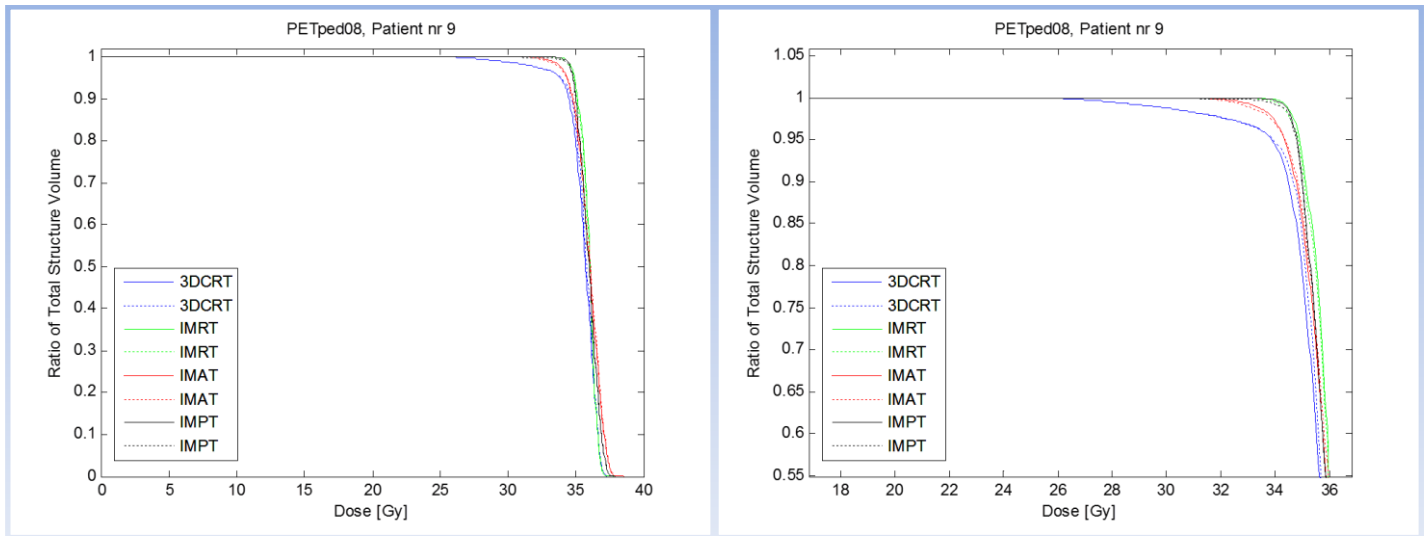 PETped08, Patient nr 9
Ratio of Total Structure Volume
1
0.9
0.8
0.7
0.6
0.5
0.4
0.3
0.2
0.1
0
3DCRT
3DCRT
IMRT
IMRT
IMAT
IMAT
IMPT
IMPT
0 5 10 15 20 25 30 35 40
Dose [Gy]
PETped08, Patient nr 9
Ratio of Total Structure Volume
1.05
1
0.95
0.9
0.85
0.8
0.75
0.7
0.65
0.6
0.55
3DCRT
3DCRT
IMRT
IMRT
IMAT
IMAT
IMPT
IMPT
18 20 22 24 26 28 30 32 34 36
Dose [Gy]